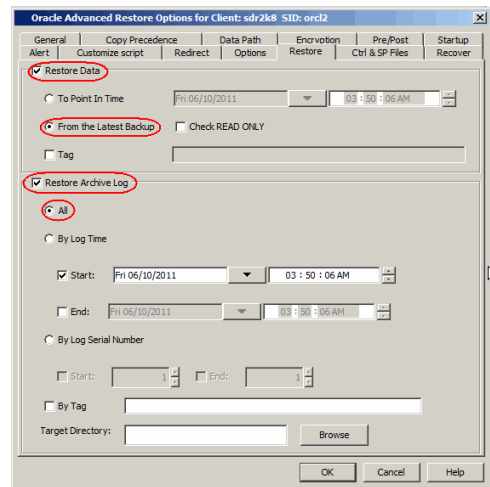 Oracle Advanced Restore Options for Client: sdr2k8 SID: orcl2
General Copy Precedence Data Path Encryption Pre/Post Startup
Alert Customize script Redirect Options Restore Ctrl & SP Files Recover
Restore Data
To Point In Time Fri 06/10/2011 03 : 50 : 06 AM
From the Latest Backup Check READ ONLY
Tag
Restore Archive Log
All
By Log Time
Start: Fri 06/10/2011 03 : 50 : 06 AM
End: Fri 06/10/2011 03 : 50 : 06 AM
By Log Serial Number
Start: 1 End: 1
By Tag
Target Directory: Browse
OK Cancel Help